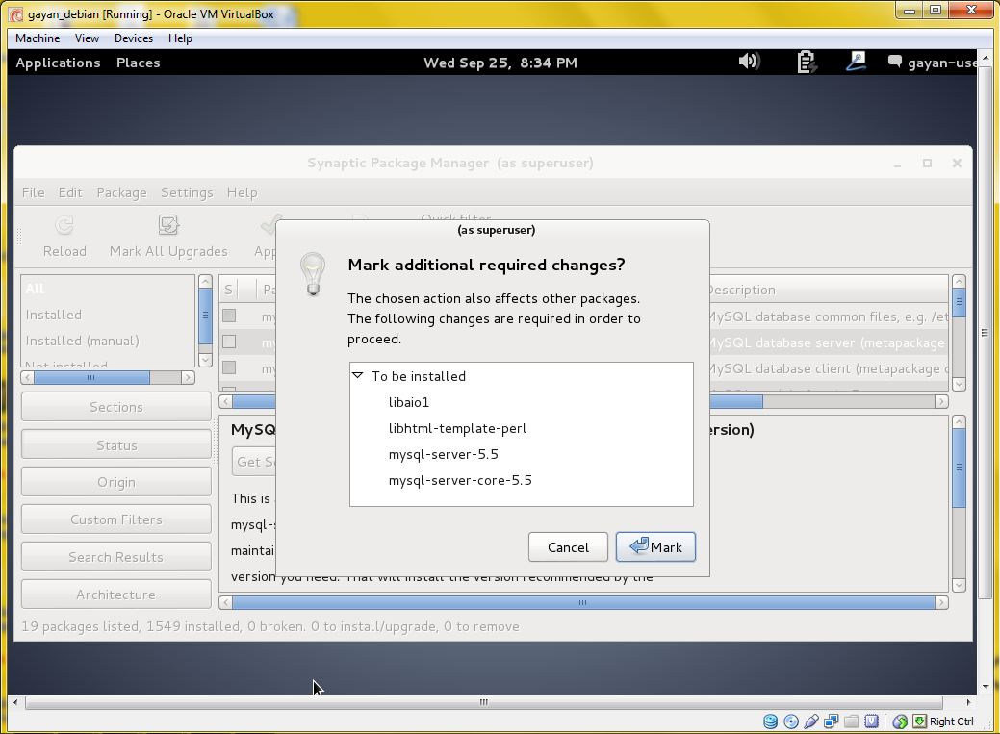 gayan_debian [Running] - Oracle VM VirtualBox
Machine View Devices Help
Applications Places Wed Sep 25, 8:34 PM gayan-use
Synaptic Package Manager (as superuser)
File Edit Package Settings Help
Quick filter
Reload Mark All Upgrades App
(as superuser)
Mark additional required changes?
The chosen action also affects other packages.
The following changes are required in order to
proceed.
To be installed
libaio1
libhtml-template-perl
mysql-server-5.5
mysql-server-core-5.5
Cancel Mark
All
Installed
Installed (manual)
Not installed
S Pa Description
my MySQL database common files, e.g. /et
my MySQL database server (metapackage
my MySQL database client (metapackage d
Sections
Status
Origin
Custom Filters
Search Results
Architecture
MySQ ersion)
Get Sc
This is
mysql-s
maintai
version you need. That will install the version recommended by the
19 packages listed, 1549 installed, 0 broken. 0 to install/upgrade, 0 to remove
Right Ctrl